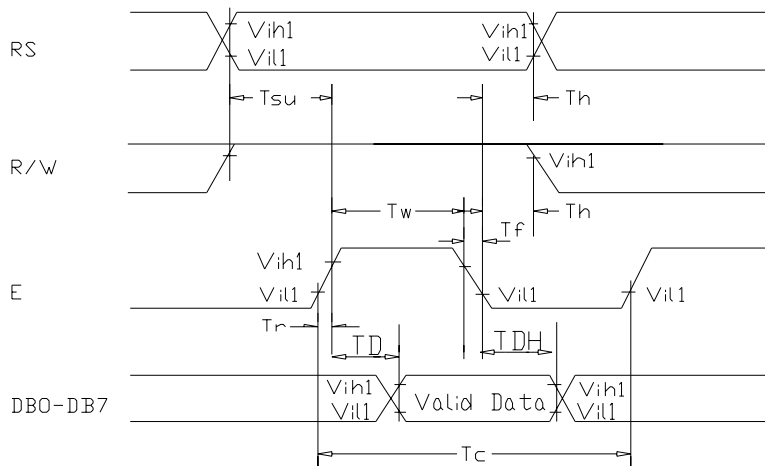 RS
Vih1
Vil1
Vih1
Vil1
Tsu
Th
R/W
Vih1
Tw
Th
Tf
E
Vih1
Vil1
Vil1
Vil1
Tr
TD
TDH
DB0-DB7
Vih1
Vil1
Valid Data
Vih1
Vil1
Tc